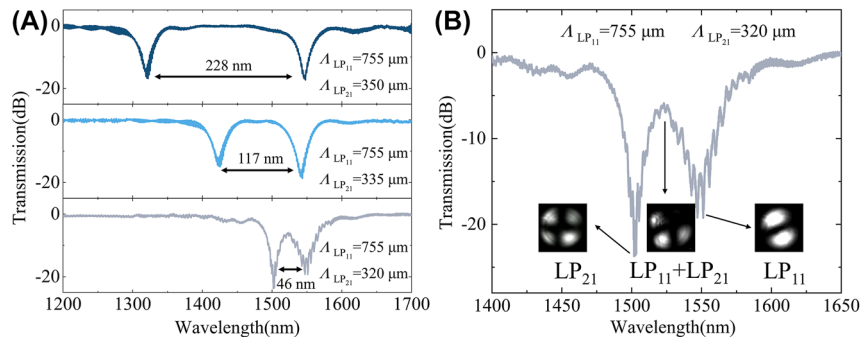 (A)
0
-20
228 nm
Λ LP11=755 μm
Λ LP21=350 μm
0
-20
117 nm
Λ LP11=755 μm
Λ LP21=335 μm
0
-20
46 nm
Λ LP11=755 μm
Λ LP21=320 μm
Transmission(dB)
1200 1300 1400 1500 1600 1700
Wavelength(nm)
(B)
Λ LP11=755 μm Λ LP21=320 μm
0
-5
-10
-15
-20
-25
Transmission(dB)
LP21 LP11+LP21 LP11
1400 1450 1500 1550 1600 1650
Wavelength(nm)